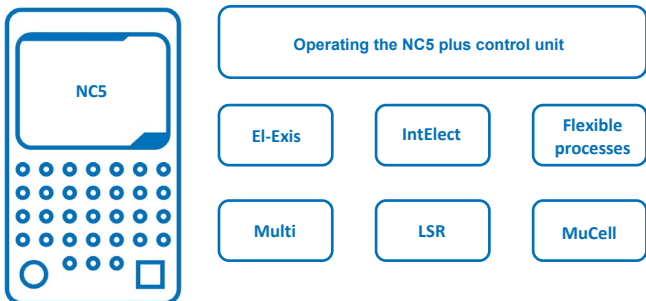 NC5
Operating the NC5 plus control unit
El-Exis
IntElect
Flexible
processes
Multi
LSR
MuCell